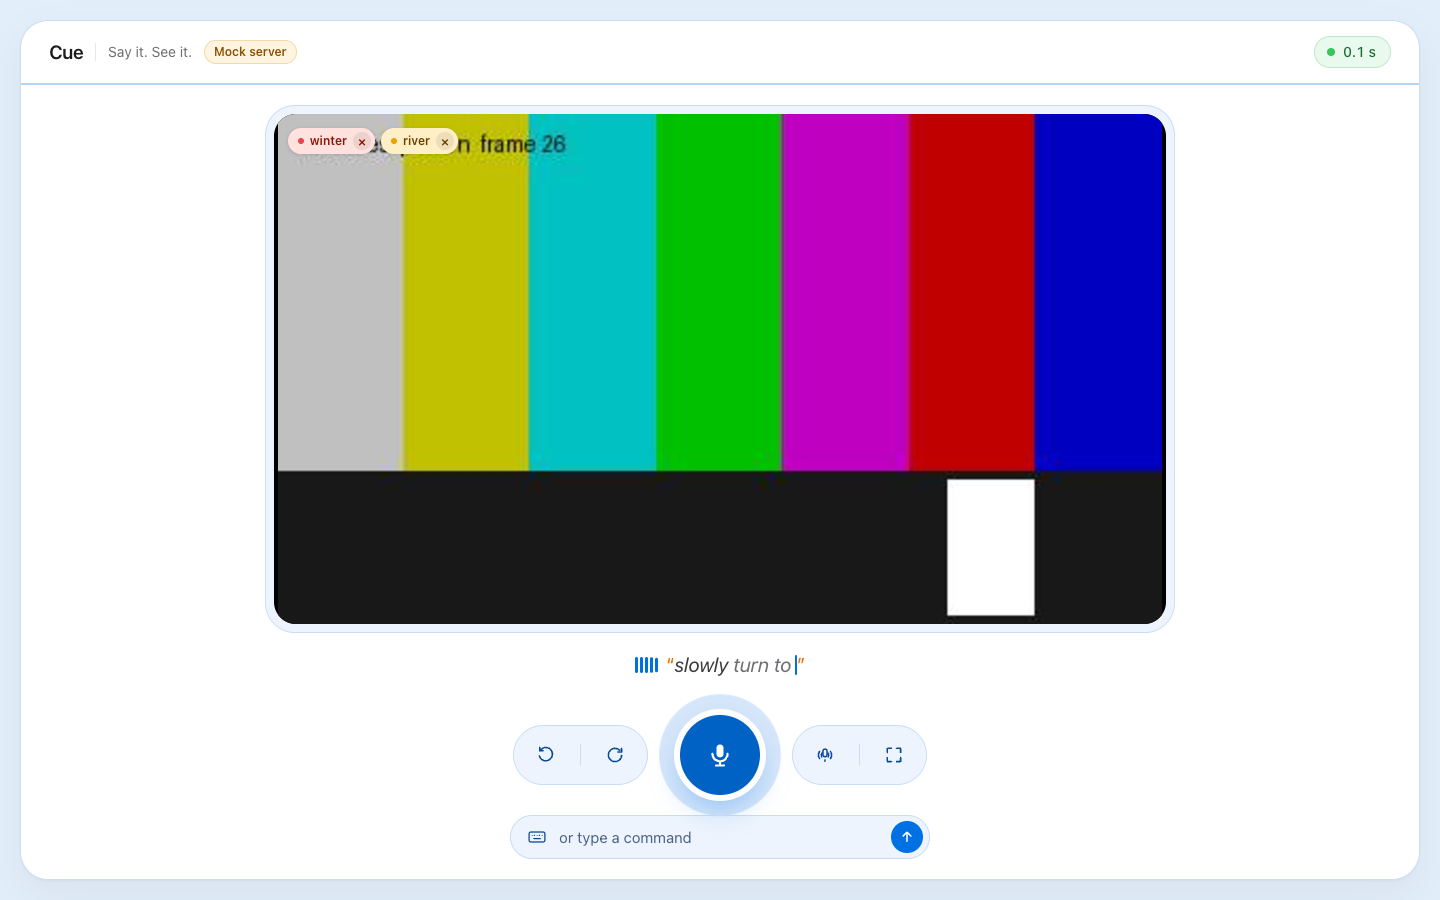 Cue
Say it. See it.
Mock server
0.1 s
winter
river
frame 26
“slowly turn to ”
or type a command